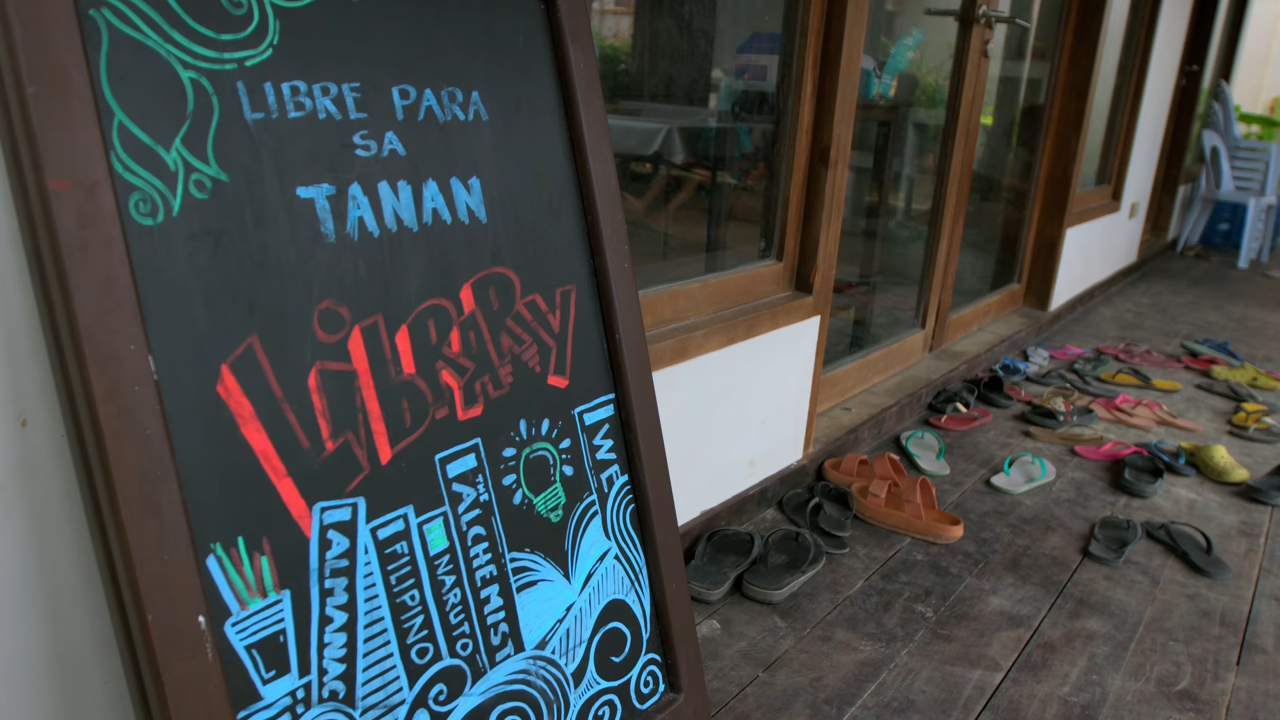 LIBRE PARA
SA
TANAN
LIBRARY
ALMANAC
FILIPINO
NARUTO
THE
ALCHEMIST
WE